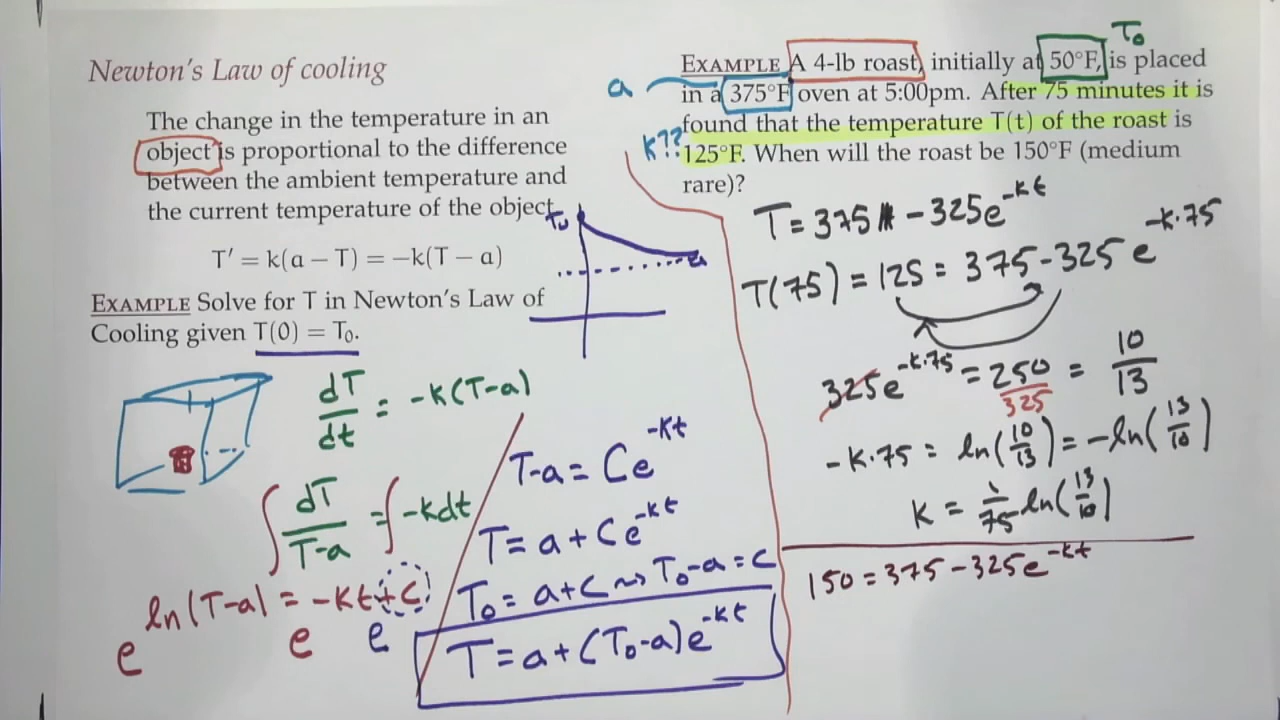 Newton's Law of cooling
The change in the temperature in an
object is proportional to the difference
between the ambient temperature and
the current temperature of the object.
T′ = k(a − T) = −k(T − a)
EXAMPLE Solve for T in Newton's Law of
Cooling given T(0) = T₀.
T₀
a
dT/dt = -k(T-a)
∫ dT/(T-a) = ∫ -kdt
ln(T-a) = -kt+c
e e e
T-a = Ce^-kt
T = a + Ce^-kt
T₀ = a+C ⇝ T₀-a = C
T = a + (T₀-a)e^-kt
T₀
EXAMPLE A 4-lb roast, initially at 50°F, is placed
a
in a 375°F oven at 5:00pm. After 75 minutes it is
found that the temperature T(t) of the roast is
k??
125°F. When will the roast be 150°F (medium
rare)?
T = 375 - 325e^-kt
T(75) = 125 = 375-325 e^-k·75
325e^-k·75 = 250/325 = 10/13
-k·75 = ln(10/13) = -ln(13/10)
k = 1/75 ln(13/10)
150 = 375 - 325e^-kt